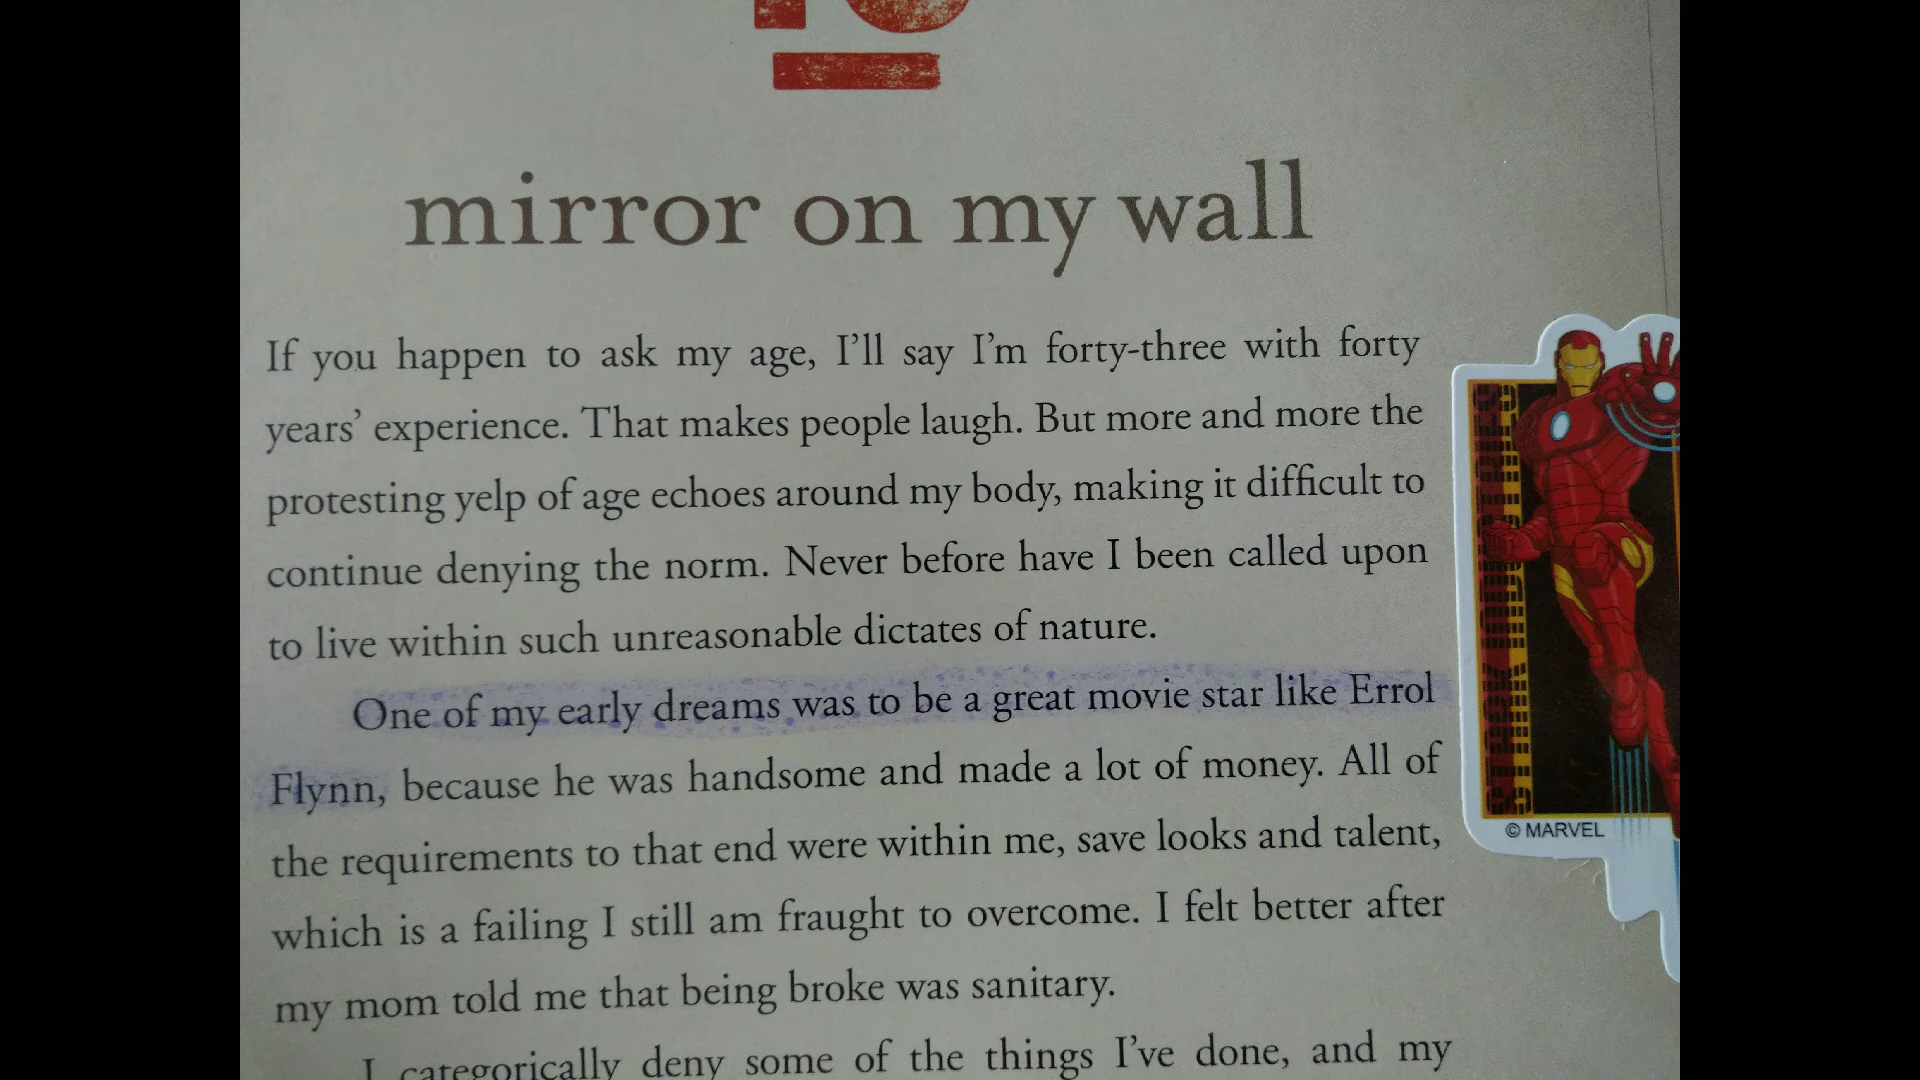 mirror on my wall
If you happen to ask my age, I'll say I'm forty-three with forty
years' experience. That makes people laugh. But more and more the
protesting yelp of age echoes around my body, making it difficult to
continue denying the norm. Never before have I been called upon
to live within such unreasonable dictates of nature.
One of my early dreams was to be a great movie star like Errol
Flynn, because he was handsome and made a lot of money. All of
the requirements to that end were within me, save looks and talent,
which is a failing I still am fraught to overcome. I felt better after
my mom told me that being broke was sanitary.
I categorically deny some of the things I've done, and my
STARK INDUSTRIES
© MARVEL